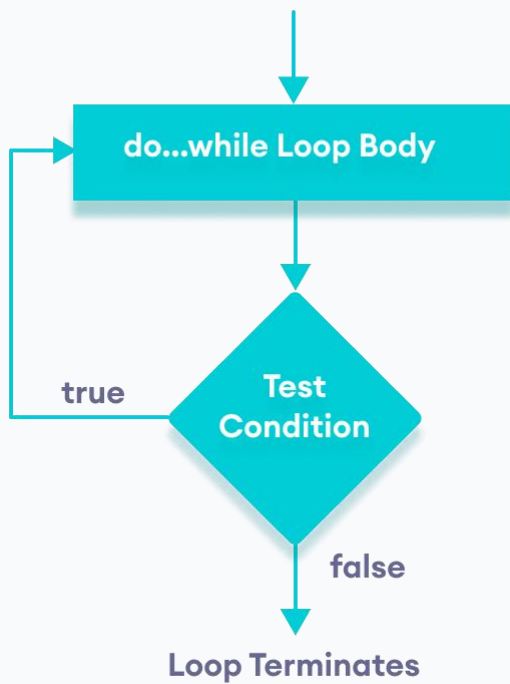 do...while Loop Body
true
Test
Condition
false
Loop Terminates